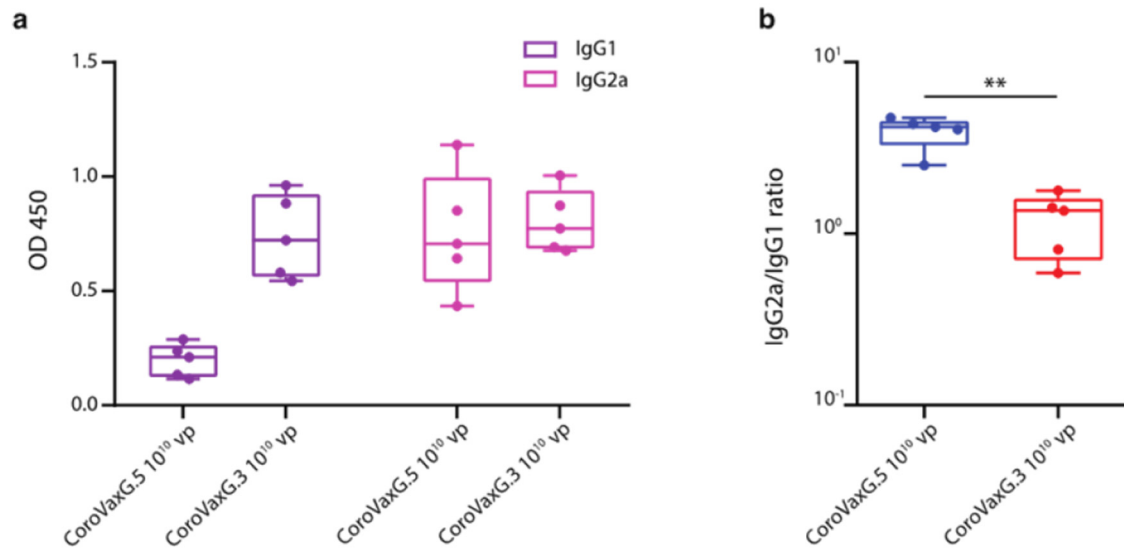 a
IgG1
IgG2a
1.5
1.0
0.5
0.0
OD 450
CoroVaxG.5 10¹⁰ vp
CoroVaxG.3 10¹⁰ vp
CoroVaxG.5 10¹⁰ vp
CoroVaxG.3 10¹⁰ vp
b
**
10¹
10⁰
10⁻¹
IgG2a/IgG1 ratio
CoroVaxG.5 10¹⁰ vp
CoroVaxG.3 10¹⁰ vp